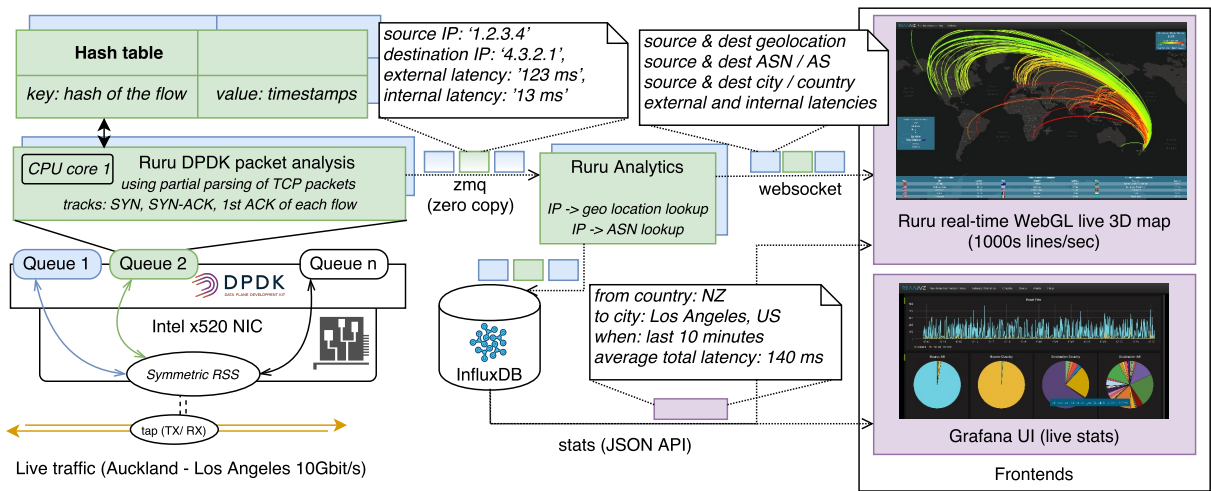 Hash table
key: hash of the flow
value: timestamps
source IP: ‘1.2.3.4’
destination IP: ‘4.3.2.1’,
external latency: ’123 ms’,
internal latency: ’13 ms’
source & dest geolocation
source & dest ASN / AS
source & dest city / country
external and internal latencies
CPU core 1
Ruru DPDK packet analysis
using partial parsing of TCP packets
tracks: SYN, SYN-ACK, 1st ACK of each flow
zmq
(zero copy)
Ruru Analytics
IP -> geo location lookup
IP -> ASN lookup
websocket
Ruru real-time WebGL live 3D map
(1000s lines/sec)
Queue 1
Queue 2
Queue n
DPDK
DATA PLANE DEVELOPMENT KIT
Intel x520 NIC
Symmetric RSS
tap (TX/ RX)
Live traffic (Auckland - Los Angeles 10Gbit/s)
InfluxDB
from country: NZ
to city: Los Angeles, US
when: last 10 minutes
average total latency: 140 ms
stats (JSON API)
Grafana UI (live stats)
Frontends